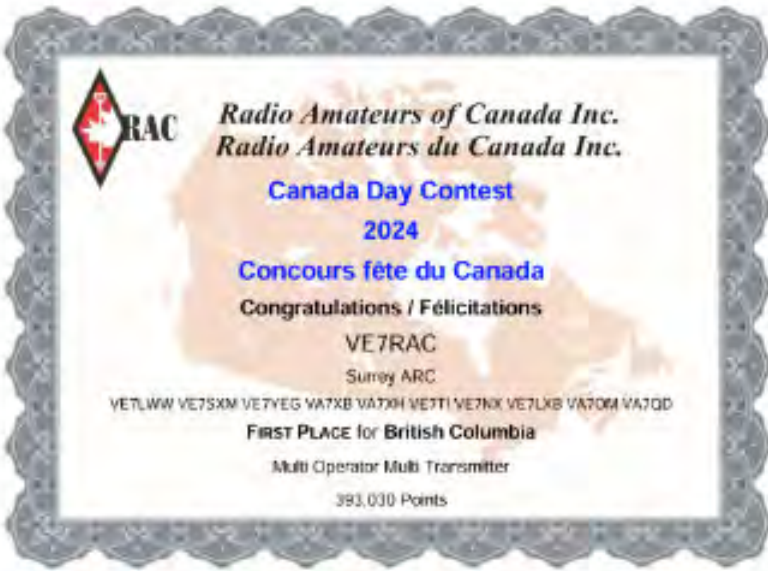 RAC
Radio Amateurs of Canada Inc.
Radio Amateurs du Canada Inc.
Canada Day Contest
2024
Concours fête du Canada
Congratulations / Félicitations
VE7RAC
Surrey ARC
VE7LWW VE7SXM VE7YEG VA7XB VA7XH VE7TI VE7NX VE7LXB VA7OM VA7QD
FIRST PLACE for British Columbia
Multi Operator Multi Transmitter
393,030 Points